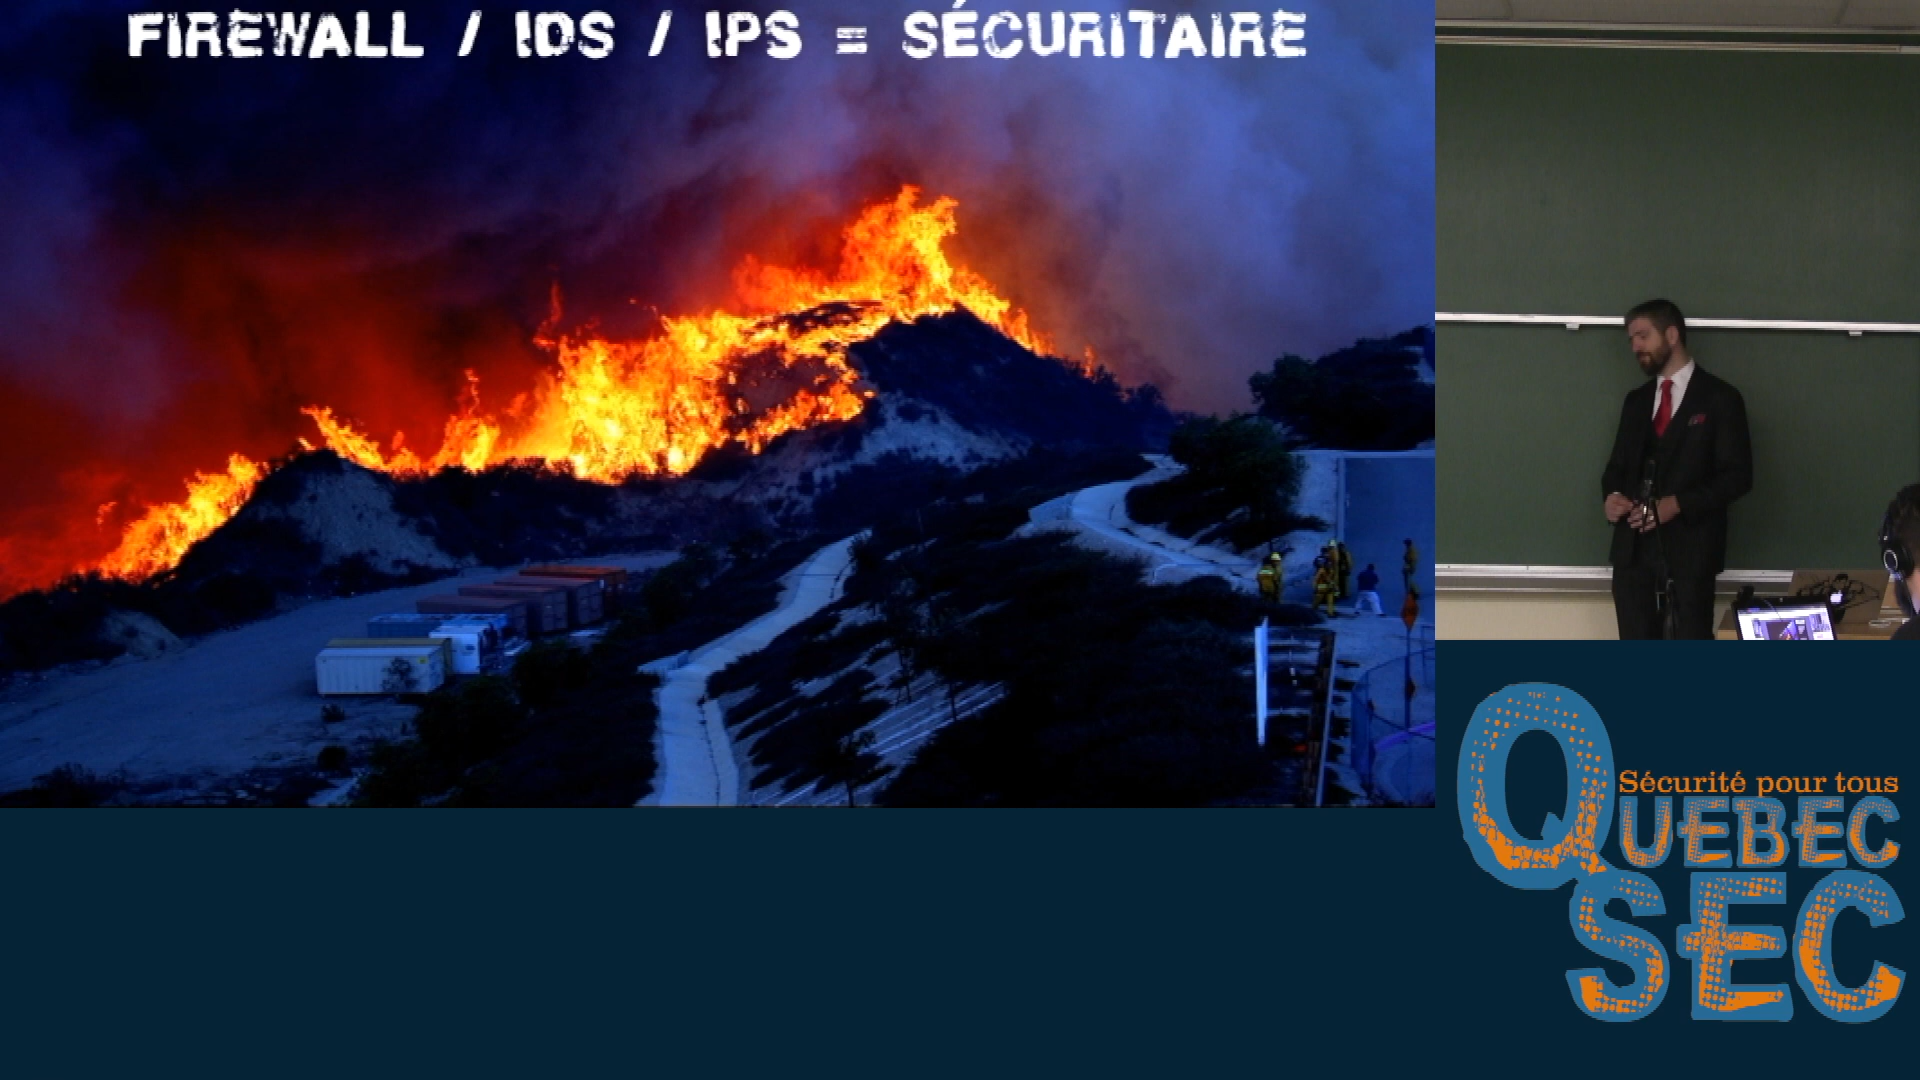 FIREWALL / IDS / IPS = SÉCURITAIRE
Sécurité pour tous
QUEBEC
SEC